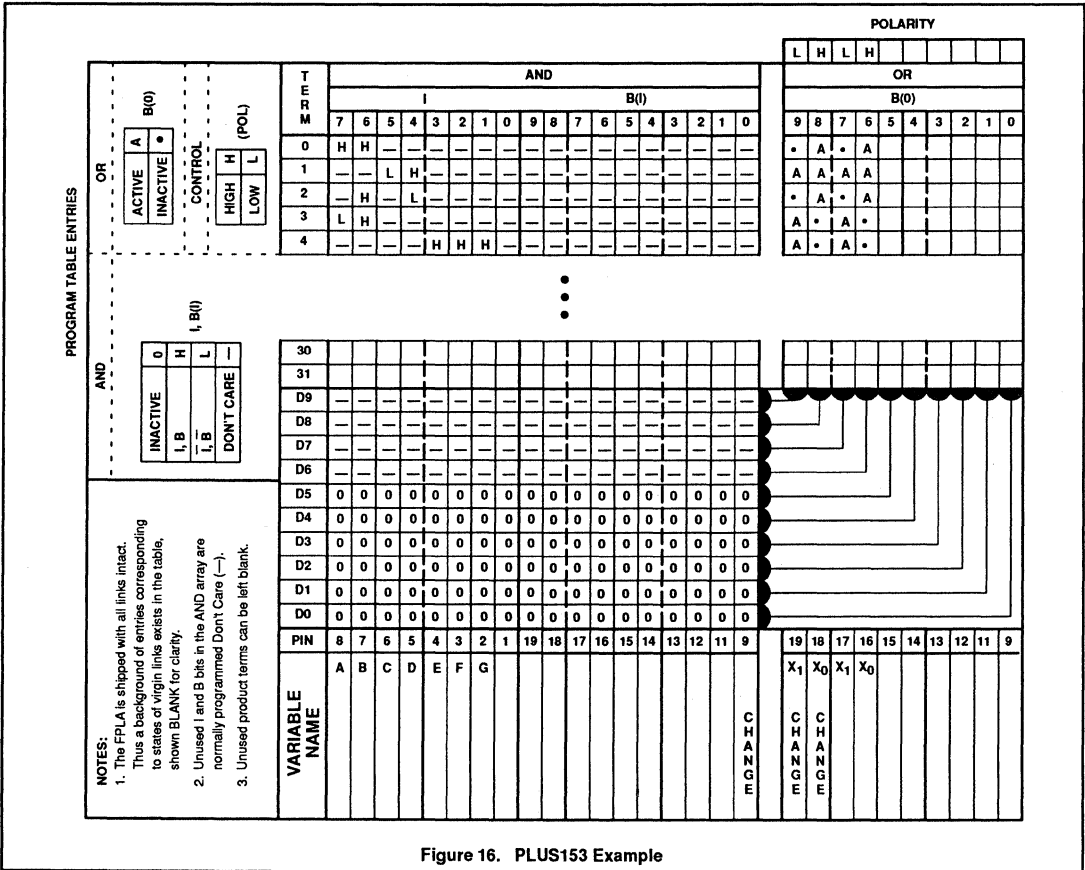 POLARITY
L H L H
PROGRAM TABLE ENTRIES
OR
B(0)
ACTIVE A
INACTIVE •
CONTROL
(POL)
HIGH H
LOW L
AND
I, B(I)
INACTIVE 0
I, B H
I̅, B̅ L
DON'T CARE —
NOTES:
1. The FPLA is shipped with all links intact.
Thus a background of entries corresponding
to states of virgin links exists in the table,
shown BLANK for clarity.
2. Unused I and B bits in the AND array are
normally programmed Don't Care (—).
3. Unused product terms can be left blank.
TERM AND OR
I B(I) B(0)
7 6 5 4 3 2 1 0 9 8 7 6 5 4 3 2 1 0 9 8 7 6 5 4 3 2 1 0
0 H H — — — — — — — — — — — — — — — — • A • A
1 — — L H — — — — — — — — — — — — — — A A A A
2 — H — L — — — — — — — — — — — — — — • A • A
3 L H — — — — — — — — — — — — — — — — A • A •
4 — — — — H H H — — — — — — — — — — — A • A •
30
31
D9 — — — — — — — — — — — — — — — — — —
D8 — — — — — — — — — — — — — — — — — —
D7 — — — — — — — — — — — — — — — — — —
D6 — — — — — — — — — — — — — — — — — —
D5 0 0 0 0 0 0 0 0 0 0 0 0 0 0 0 0 0 0
D4 0 0 0 0 0 0 0 0 0 0 0 0 0 0 0 0 0 0
D3 0 0 0 0 0 0 0 0 0 0 0 0 0 0 0 0 0 0
D2 0 0 0 0 0 0 0 0 0 0 0 0 0 0 0 0 0 0
D1 0 0 0 0 0 0 0 0 0 0 0 0 0 0 0 0 0 0
D0 0 0 0 0 0 0 0 0 0 0 0 0 0 0 0 0 0 0
PIN 8 7 6 5 4 3 2 1 19 18 17 16 15 14 13 12 11 9 19 18 17 16 15 14 13 12 11 9
VARIABLE NAME A B C D E F G CHANGE X1 CHANGE X0 CHANGE X1 X0
Figure 16. PLUS153 Example